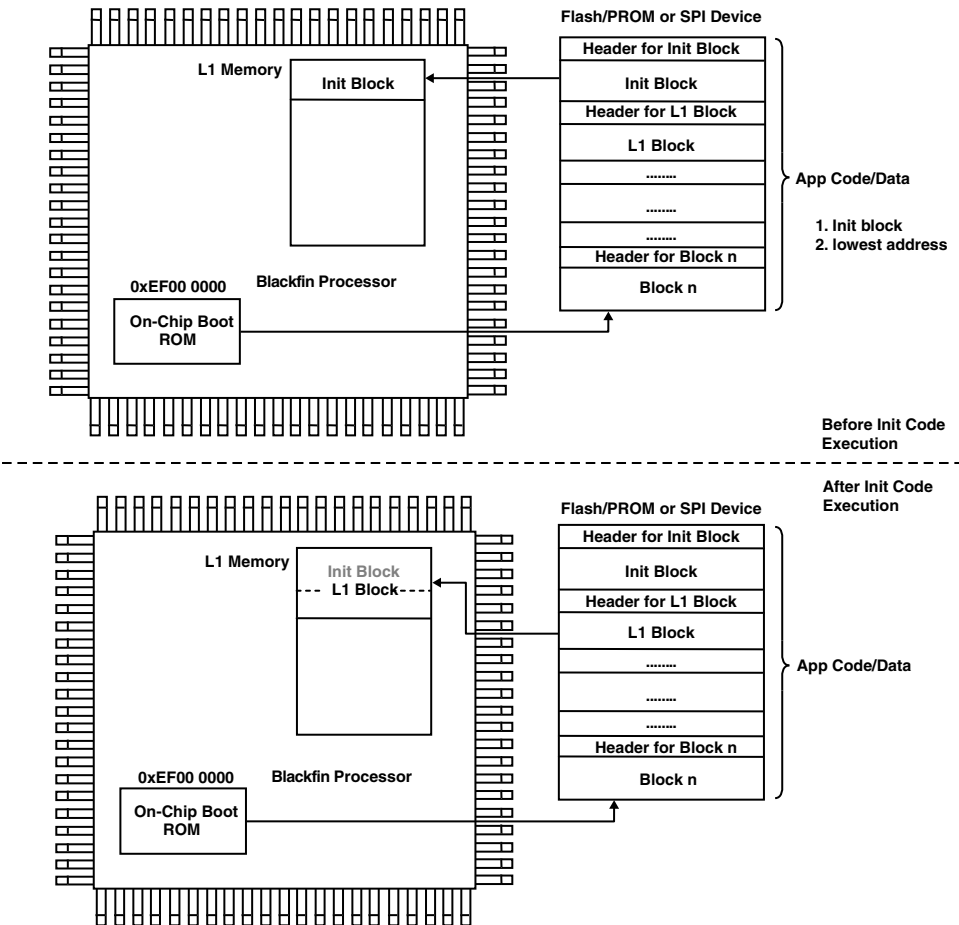 Flash/PROM or SPI Device
Header for Init Block
L1 Memory
Init Block
Init Block
Header for L1 Block
L1 Block
........
App Code/Data
........
1. Init block
2. lowest address
........
Header for Block n
Blackfin Processor
0xEF00 0000
Block n
On-Chip Boot
ROM
Before Init Code
Execution
After Init Code
Execution
Flash/PROM or SPI Device
Header for Init Block
L1 Memory
Init Block
L1 Block
Init Block
Header for L1 Block
L1 Block
........
App Code/Data
........
........
Header for Block n
0xEF00 0000
Blackfin Processor
Block n
On-Chip Boot
ROM